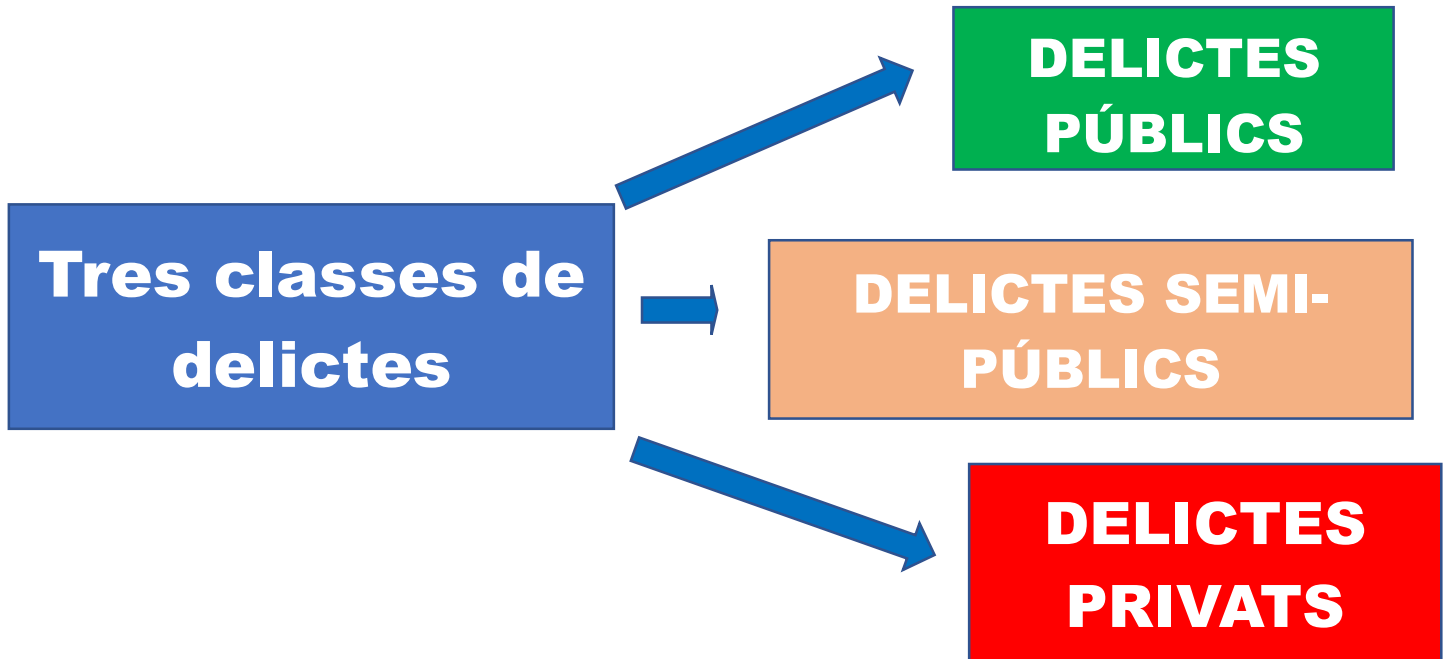 Tres classes de
delictes
DELICTES
PÚBLICS
DELICTES SEMI-
PÚBLICS
DELICTES
PRIVATS